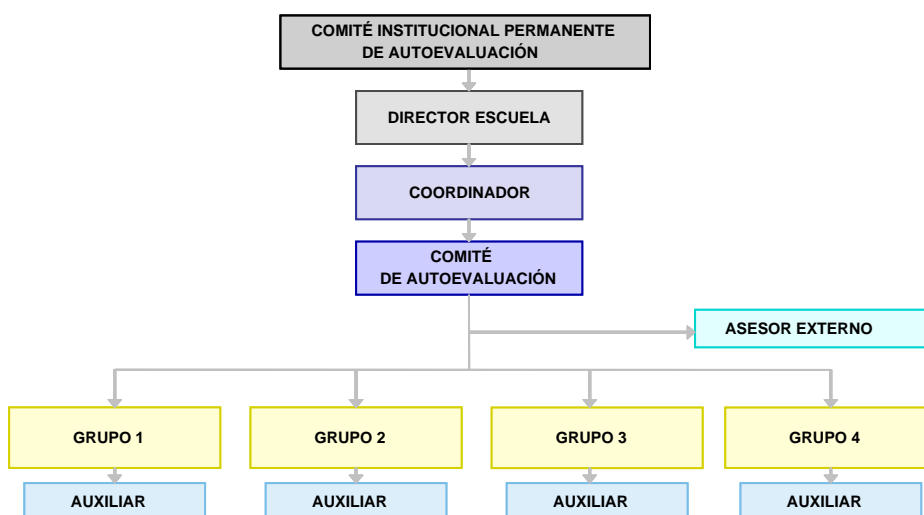 COMITÉ INSTITUCIONAL PERMANENTE
DE AUTOEVALUACIÓN
DIRECTOR ESCUELA
COORDINADOR
COMITÉ
DE AUTOEVALUACIÓN
ASESOR EXTERNO
GRUPO 1
GRUPO 2
GRUPO 3
GRUPO 4
AUXILIAR
AUXILIAR
AUXILIAR
AUXILIAR